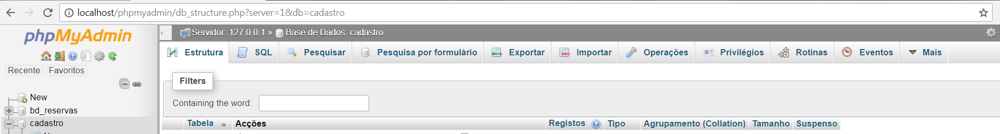 localhost/phpmyadmin/db_structure.php?server=1&db=cadastro
phpMyAdmin
Recente Favoritos
New
bd_reservas
cadastro
Servidor: 127.0.0.1 » Base de Dados: cadastro
Estrutura SQL Pesquisar Pesquisa por formulário Exportar Importar Operações Privilégios Rotinas Eventos Mais
Filters
Containing the word:
Tabela Acções Registos Tipo Agrupamento (Collation) Tamanho Suspenso